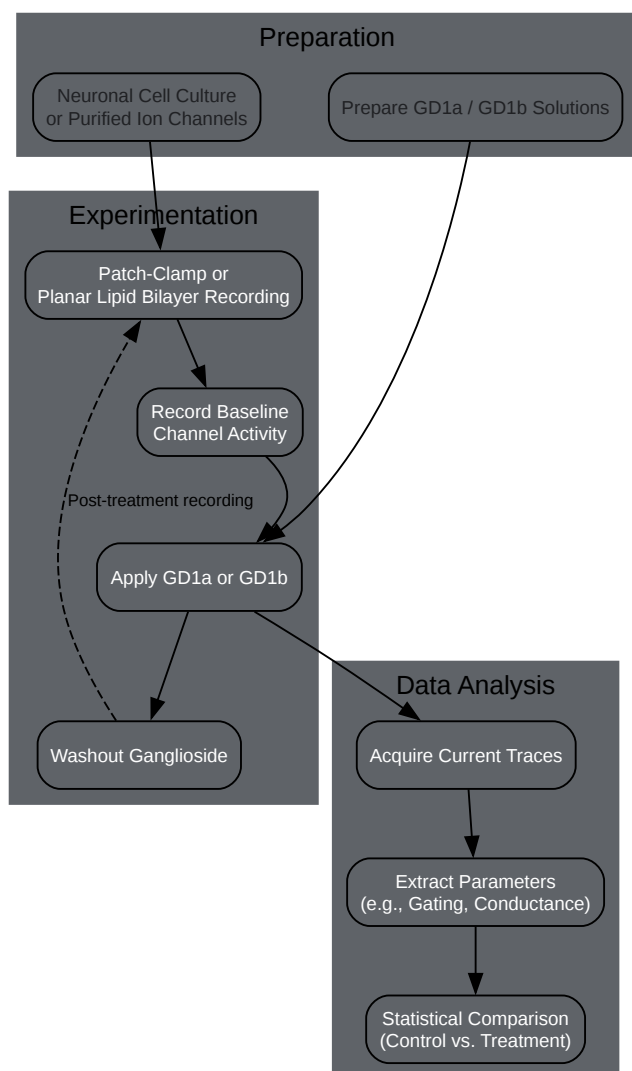 Preparation
Neuronal Cell Culture
or Purified Ion Channels
Prepare GD1a / GD1b Solutions
Experimentation
Patch-Clamp or
Planar Lipid Bilayer Recording
Record Baseline
Channel Activity
Post-treatment recording
Apply GD1a or GD1b
Washout Ganglioside
Data Analysis
Acquire Current Traces
Extract Parameters
(e.g., Gating, Conductance)
Statistical Comparison
(Control vs. Treatment)